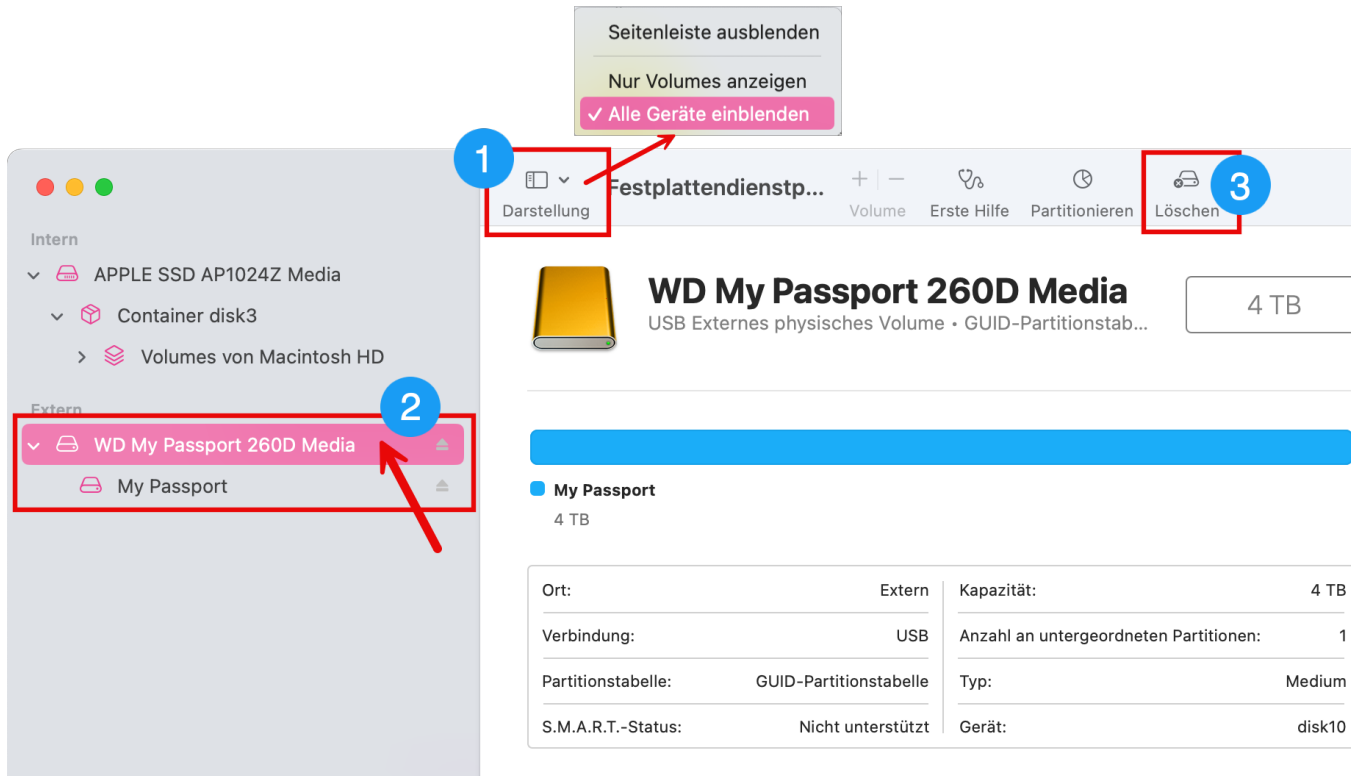 Seitenleiste ausblenden
Nur Volumes anzeigen
✓ Alle Geräte einblenden
1
Darstellung
Festplattendienstp...
Volume
Erste Hilfe
Partitionieren
Löschen
3
Intern
APPLE SSD AP1024Z Media
Container disk3
Volumes von Macintosh HD
Extern
2
WD My Passport 260D Media
My Passport
WD My Passport 260D Media
USB Externes physisches Volume • GUID-Partitionstab...
4 TB
My Passport
4 TB
Ort: Extern
Kapazität: 4 TB
Verbindung: USB
Anzahl an untergeordneten Partitionen: 1
Partitionstabelle: GUID-Partitionstabelle
Typ: Medium
S.M.A.R.T.-Status: Nicht unterstützt
Gerät: disk10